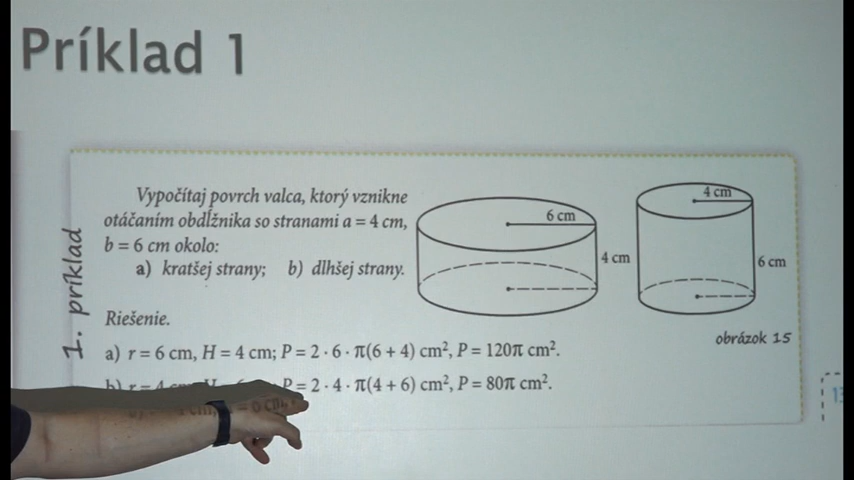 Príklad 1
1. príklad
Vypočítaj povrch valca, ktorý vznikne
otáčaním obdĺžnika so stranami a = 4 cm,
b = 6 cm okolo:
a) kratšej strany; b) dlhšej strany.
6 cm
4 cm
4 cm
6 cm
obrázok 15
Riešenie.
a) r = 6 cm, H = 4 cm; P = 2 · 6 · π(6 + 4) cm², P = 120π cm².
b) r = 4 cm, P = 2 · 4 · π(4 + 6) cm², P = 80π cm².